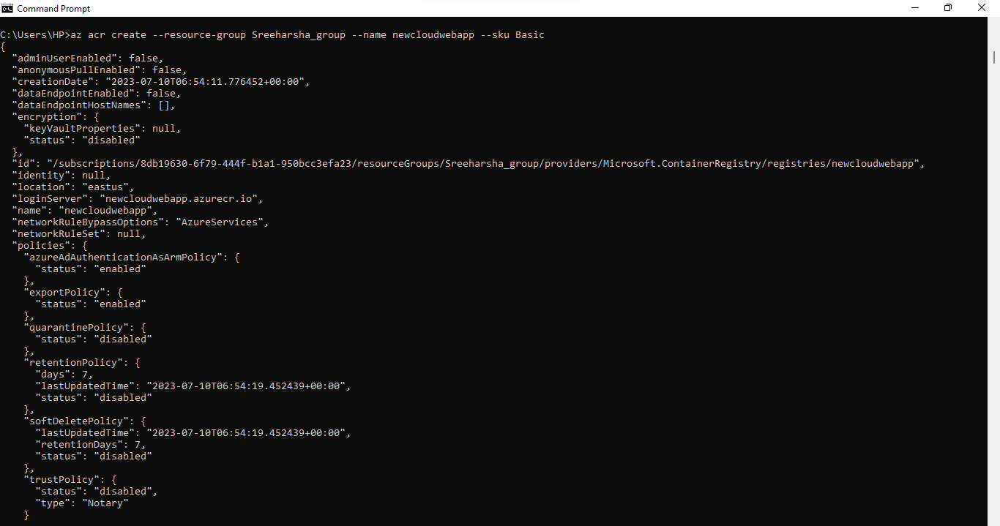 Command Prompt
C:\Users\HP>az acr create --resource-group Sreeharsha_group --name newcloudwebapp --sku Basic
{
  "adminUserEnabled": false,
  "anonymousPullEnabled": false,
  "creationDate": "2023-07-10T06:54:11.776452+00:00",
  "dataEndpointEnabled": false,
  "dataEndpointHostNames": [],
  "encryption": {
    "keyVaultProperties": null,
    "status": "disabled"
  },
  "id": "/subscriptions/8db19630-6f79-444f-b1a1-950bcc3efa23/resourceGroups/Sreeharsha_group/providers/Microsoft.ContainerRegistry/registries/newcloudwebapp",
  "identity": null,
  "location": "eastus",
  "loginServer": "newcloudwebapp.azurecr.io",
  "name": "newcloudwebapp",
  "networkRuleBypassOptions": "AzureServices",
  "networkRuleSet": null,
  "policies": {
    "azureAdAuthenticationAsArmPolicy": {
      "status": "enabled"
    },
    "exportPolicy": {
      "status": "enabled"
    },
    "quarantinePolicy": {
      "status": "disabled"
    },
    "retentionPolicy": {
      "days": 7,
      "lastUpdatedTime": "2023-07-10T06:54:19.452439+00:00",
      "status": "disabled"
    },
    "softDeletePolicy": {
      "lastUpdatedTime": "2023-07-10T06:54:19.452439+00:00",
      "retentionDays": 7,
      "status": "disabled"
    },
    "trustPolicy": {
      "status": "disabled",
      "type": "Notary"
    }